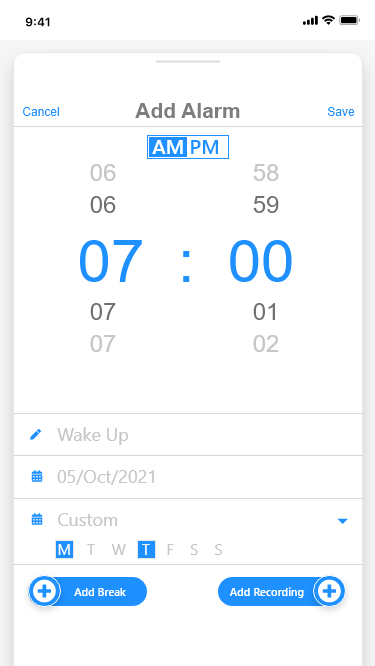 9:41
Cancel Add Alarm Save
AM PM
06 58
06 59
07 : 00
07 01
07 02
Wake Up
05/Oct/2021
Custom
M T W T F S S
Add Break Add Recording